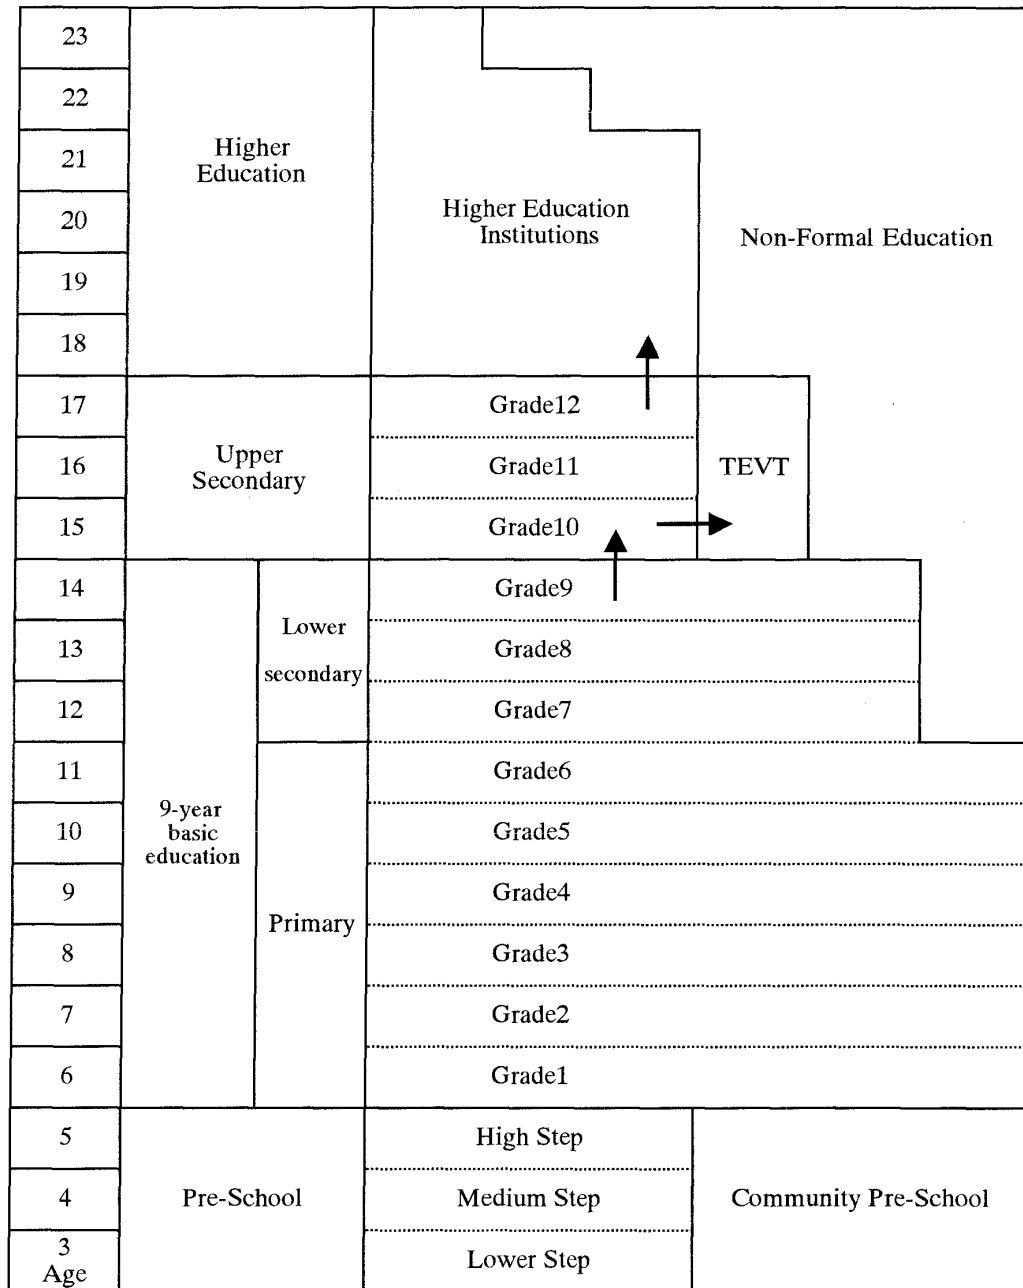 23
22
Higher
Education
21
20
Higher Education
Institutions
Non-Formal Education
19
18
17
Grade12
Upper
Secondary
16
Grade11
TEVT
15
Grade10
14
Grade9
Lower
secondary
13
Grade8
12
Grade7
11
Grade6
9-year
basic
education
10
Grade5
9
Grade4
Primary
8
Grade3
7
Grade2
6
Grade1
5
High Step
4
Pre-School
Medium Step
Community Pre-School
3
Age
Lower Step